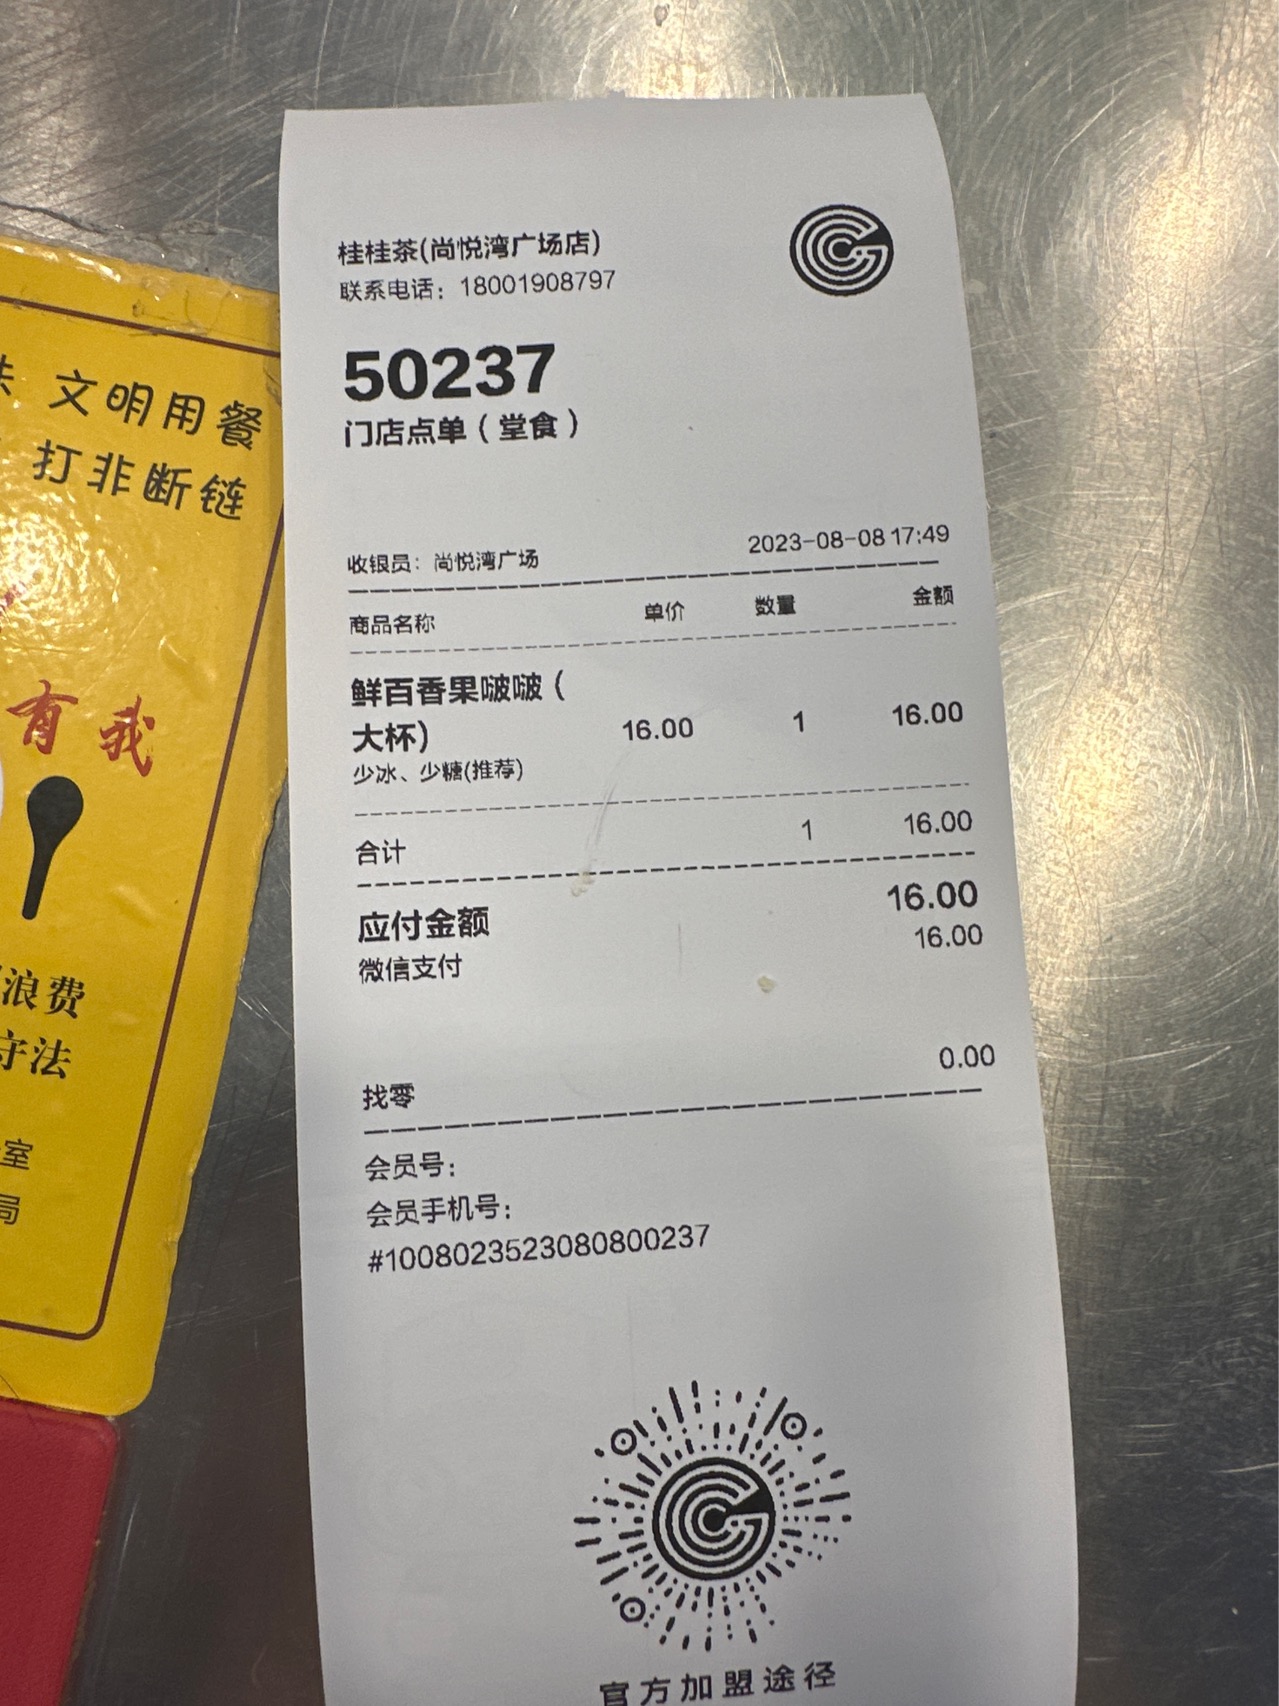 文明用餐
打非断链
有我
浪费
守法
室
局
桂桂茶(尚悦湾广场店)
联系电话：18001908797
50237
门店点单（堂食）
收银员：尚悦湾广场 2023-08-08 17:49
商品名称 单价 数量 金额
鲜百香果啵啵（
大杯） 16.00 1 16.00
少冰、少糖(推荐)
合计 1 16.00
应付金额 16.00
微信支付 16.00
找零 0.00
会员号：
会员手机号：
#1008023523080800237
官方加盟途径